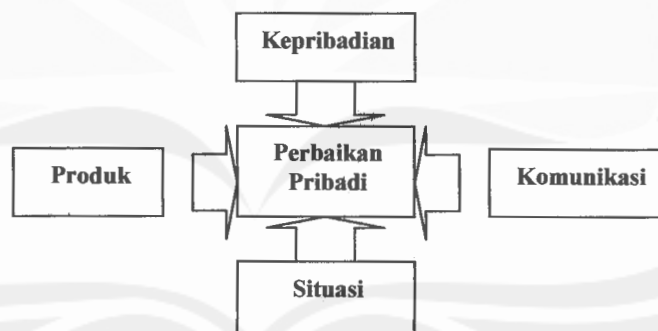 Kepribadian
Produk
Perbaikan
Pribadi
Komunikasi
Situasi